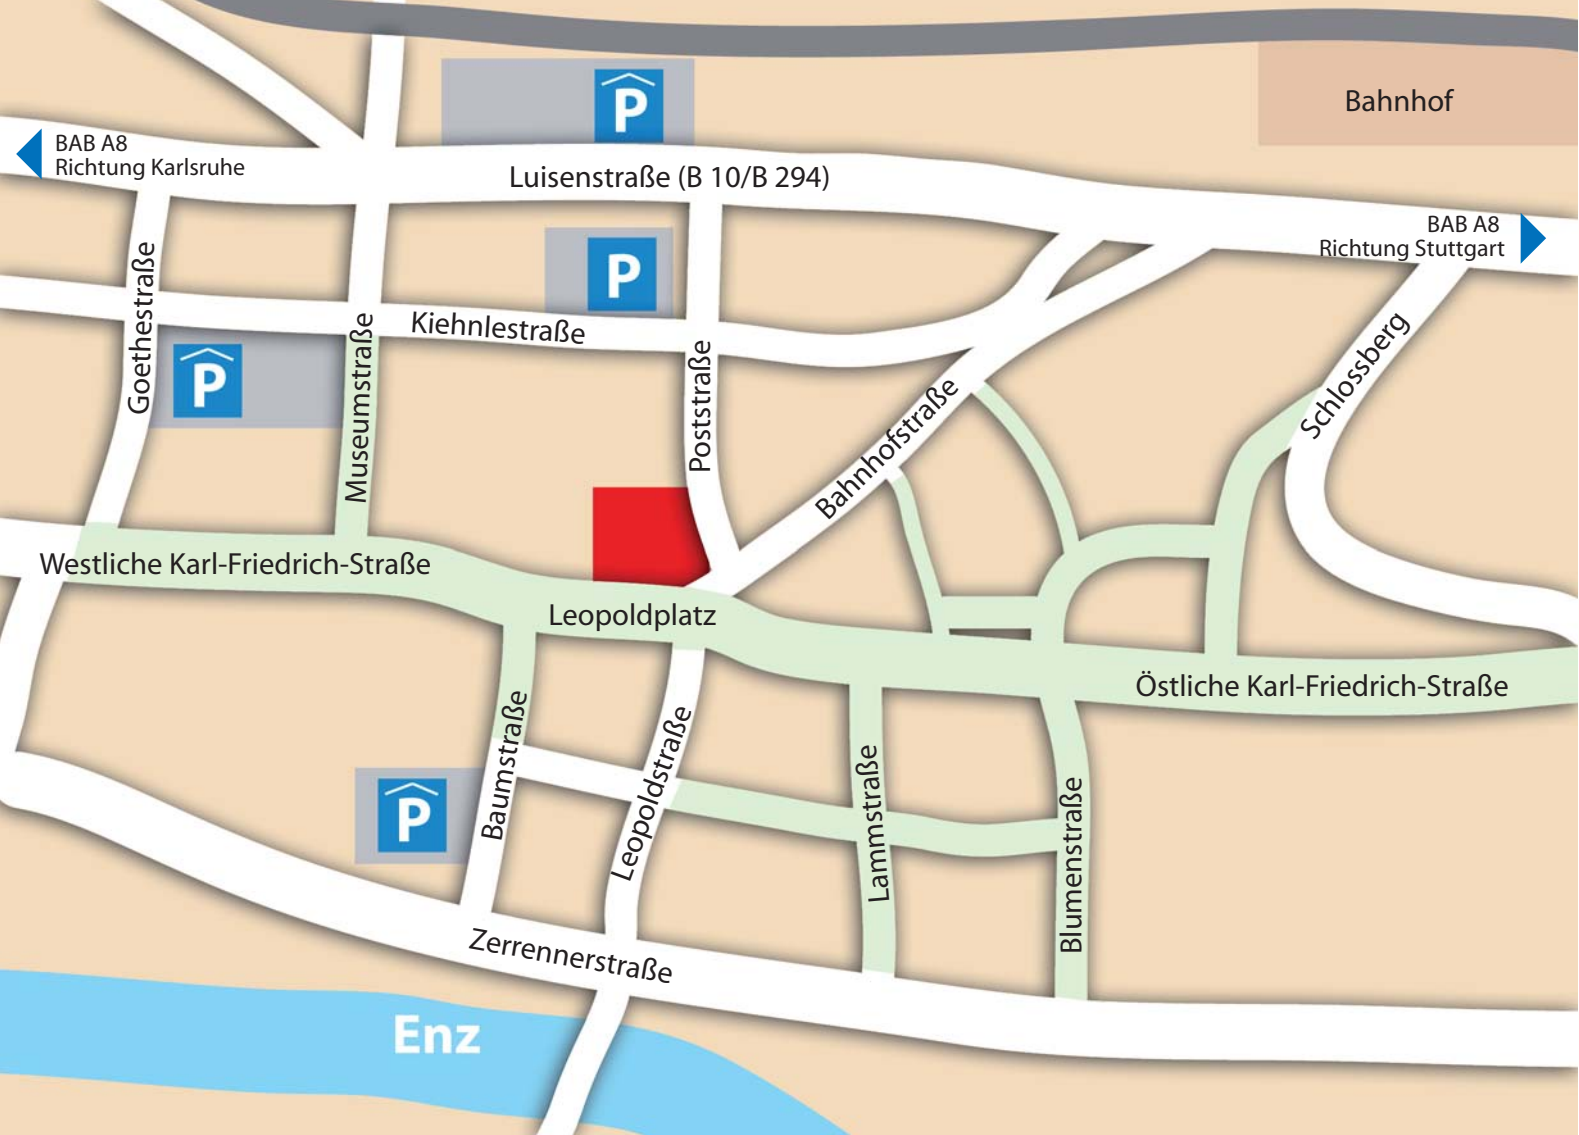 Bahnhof
P
BAB A8
Richtung Karlsruhe
Luisenstraße (B 10/B 294)
BAB A8
Richtung Stuttgart
P
Goethestraße
Kiehnlestraße
Museumstraße
P
Poststraße
Bahnhofstraße
Schlossberg
Westliche Karl-Friedrich-Straße
Leopoldplatz
Östliche Karl-Friedrich-Straße
Baumstraße
Leopoldstraße
Lammstraße
Blumenstraße
P
Zerrennerstraße
Enz